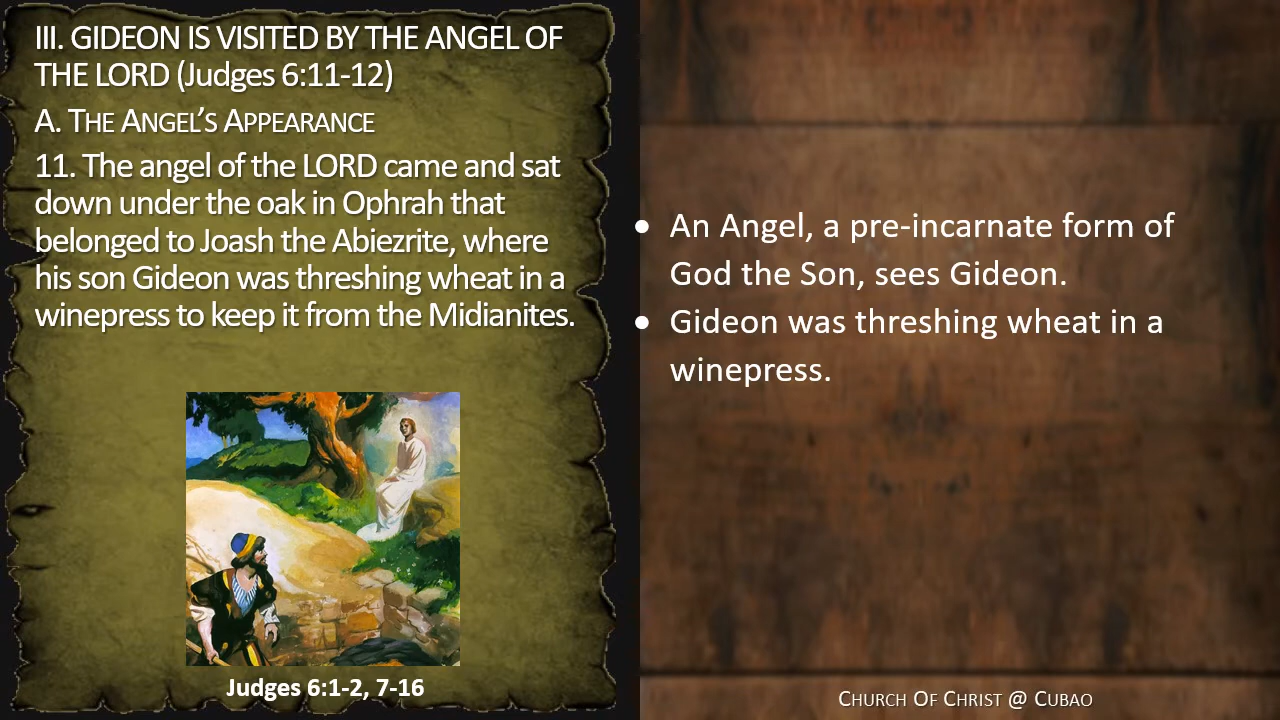 III. GIDEON IS VISITED BY THE ANGEL OF
THE LORD (Judges 6:11-12)
A. THE ANGEL’S APPEARANCE
11. The angel of the LORD came and sat
down under the oak in Ophrah that
belonged to Joash the Abiezrite, where
his son Gideon was threshing wheat in a
winepress to keep it from the Midianites.
Judges 6:1-2, 7-16
• An Angel, a pre-incarnate form of
God the Son, sees Gideon.
• Gideon was threshing wheat in a
winepress.
CHURCH OF CHRIST @ CUBAO